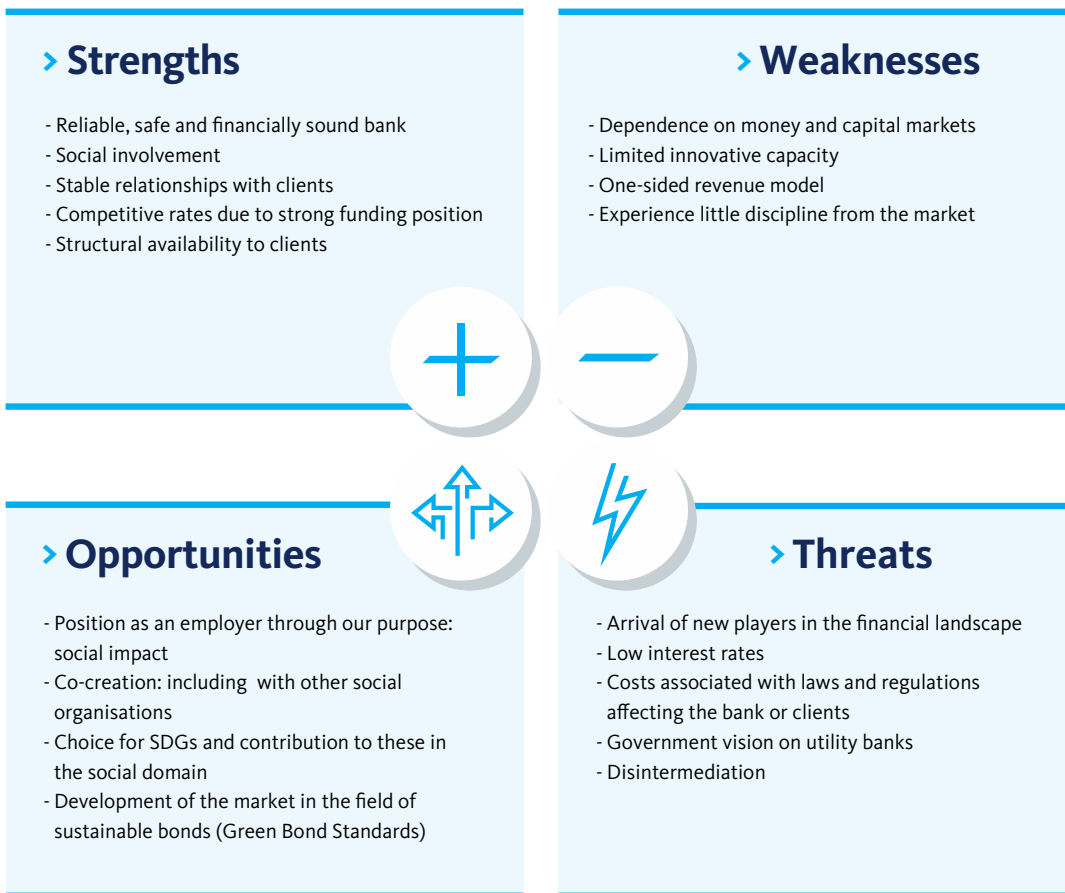 > Strengths
- Reliable, safe and financially sound bank
- Social involvement
- Stable relationships with clients
- Competitive rates due to strong funding position
- Structural availability to clients
> Weaknesses
- Dependence on money and capital markets
- Limited innovative capacity
- One-sided revenue model
- Experience little discipline from the market
> Opportunities
- Position as an employer through our purpose:
social impact
- Co-creation: including  with other social
organisations
- Choice for SDGs and contribution to these in
the social domain
- Development of the market in the field of
sustainable bonds (Green Bond Standards)
> Threats
- Arrival of new players in the financial landscape
- Low interest rates
- Costs associated with laws and regulations
affecting the bank or clients
- Government vision on utility banks
- Disintermediation